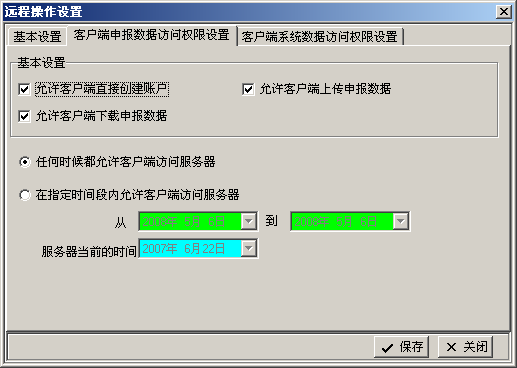 远程操作设置
基本设置 客户端申报数据访问权限设置 客户端系统数据访问权限设置
基本设置
允许客户端直接创建账户 允许客户端上传申报数据
允许客户端下载申报数据
任何时候都允许客户端访问服务器
在指定时间段内允许客户端访问服务器
从 到
服务器当前的时间 2007年 6月22日
保存 关闭